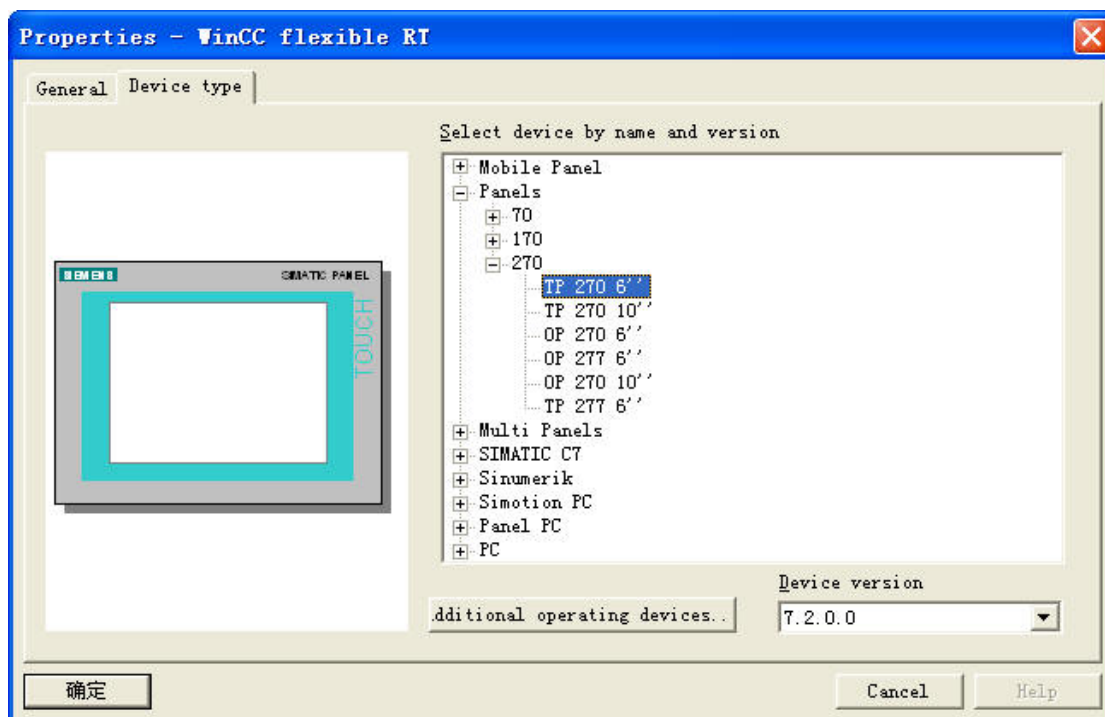 Properties - WinCC flexible RT
General
Device type
Select device by name and version
Mobile Panel
Panels
70
170
270
TP 270 6''
TP 270 10''
OP 270 6''
OP 277 6''
OP 270 10''
TP 277 6''
Multi Panels
SIMATIC C7
Sinumerik
Simotion PC
Panel PC
PC
SIEMENS
SIMATIC PANEL
TOUCH
Device version
.dditional operating devices..
7.2.0.0
确定
Cancel
Help